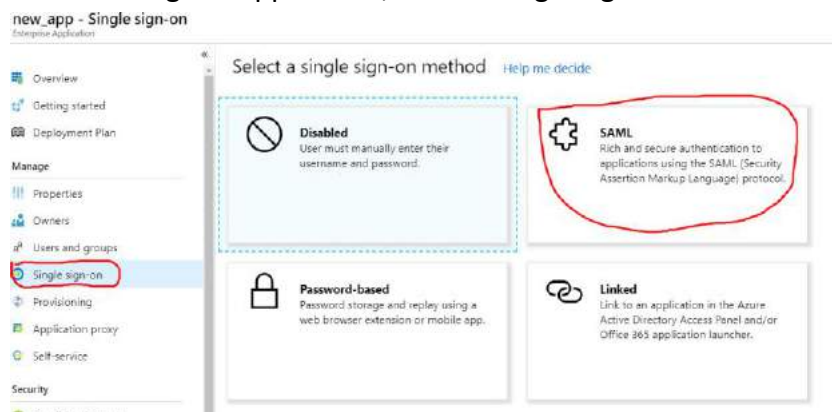 new_app - Single sign-on
Enterprise Application
Overview
Getting started
Deployment Plan
Manage
Properties
Owners
Users and groups
Single sign-on
Provisioning
Application proxy
Self-service
Security
Select a single sign-on method Help me decide
Disabled
User must manually enter their
username and password.
SAML
Rich and secure authentication to
applications using the SAML (Security
Assertion Markup Language) protocol.
Password-based
Password storage and replay using a
web browser extension or mobile app.
Linked
Link to an application in the Azure
Active Directory Access Panel and/or
Office 365 application launcher.